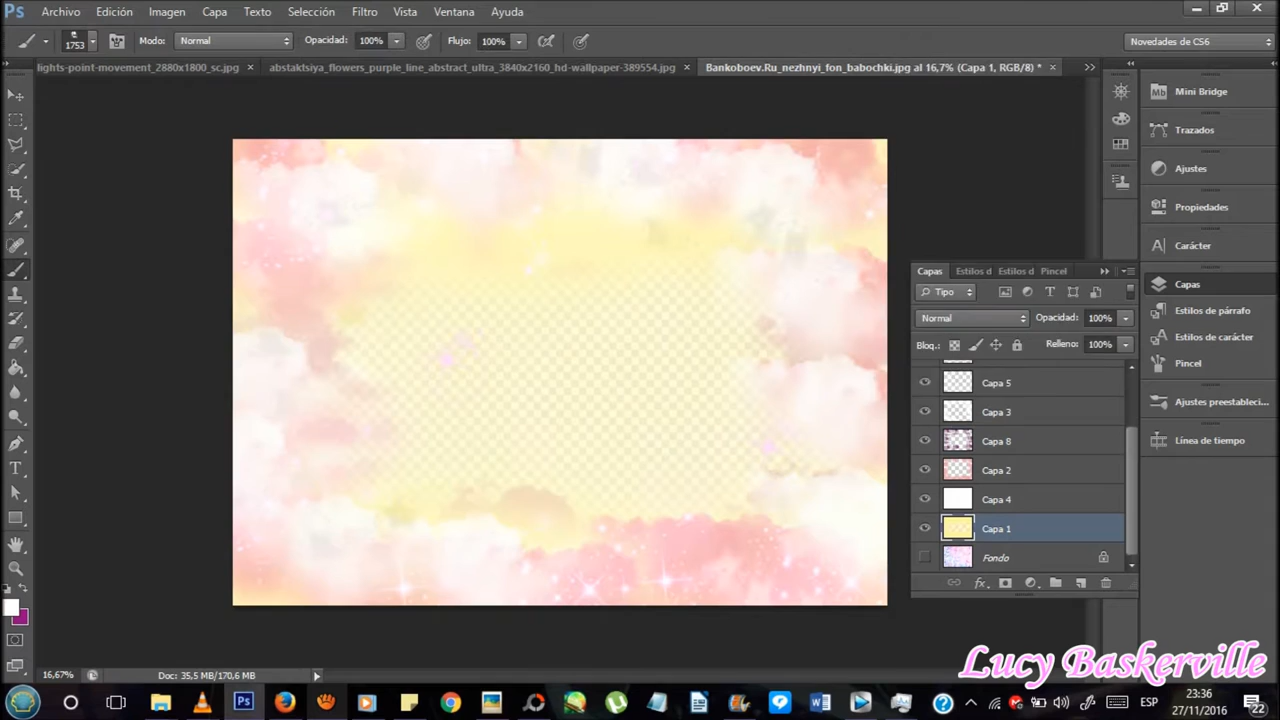 Ps Archivo Edición Imagen Capa Texto Selección Filtro Vista Ventana Ayuda
1753 Modo: Normal Opacidad: 100% Flujo: 100% Novedades de CS6
lights-point-movement_2880x1800_sc.jpg × abstaktsiya_flowers_purple_line_abstract_ultra_3840x2160_hd-wallpaper-389554.jpg × Bankoboev.Ru_nezhnyi_fon_babochki.jpg al 16,7% (Capa 1, RGB/8) * ×
Mb Mini Bridge
Trazados
Ajustes
Propiedades
A| Carácter
Capas Estilos d Estilos d Pincel
Capas
Tipo
Estilos de párrafo
Normal Opacidad: 100%
Estilos de carácter
Bloq.: Relleno: 100%
Pincel
Capa 5
Ajustes preestableci...
Capa 3
Capa 8
Línea de tiempo
Capa 2
Capa 4
Capa 1
Fondo
fx
16,67% Doc: 35,5 MB/170,6 MB
Lucy Baskerville
ESP 23:36
27/11/2016 22